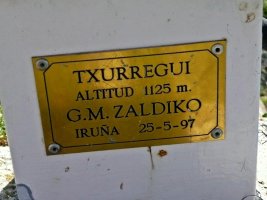 TXURREGUI
ALTITUD 1125 m.
G.M. ZALDIKO
IRUÑA 25-5-97